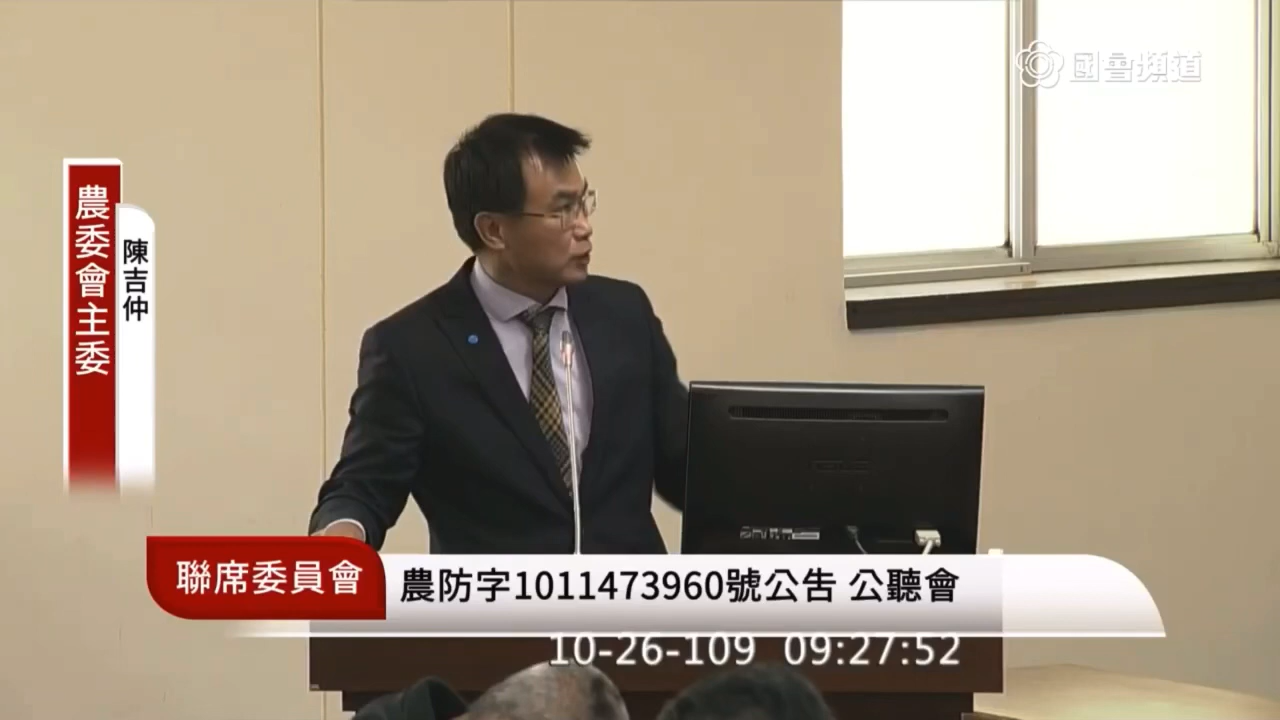 國會頻道
農委會主委
陳吉仲
聯席委員會
農防字1011473960號公告 公聽會
10-26-109 09:27:52